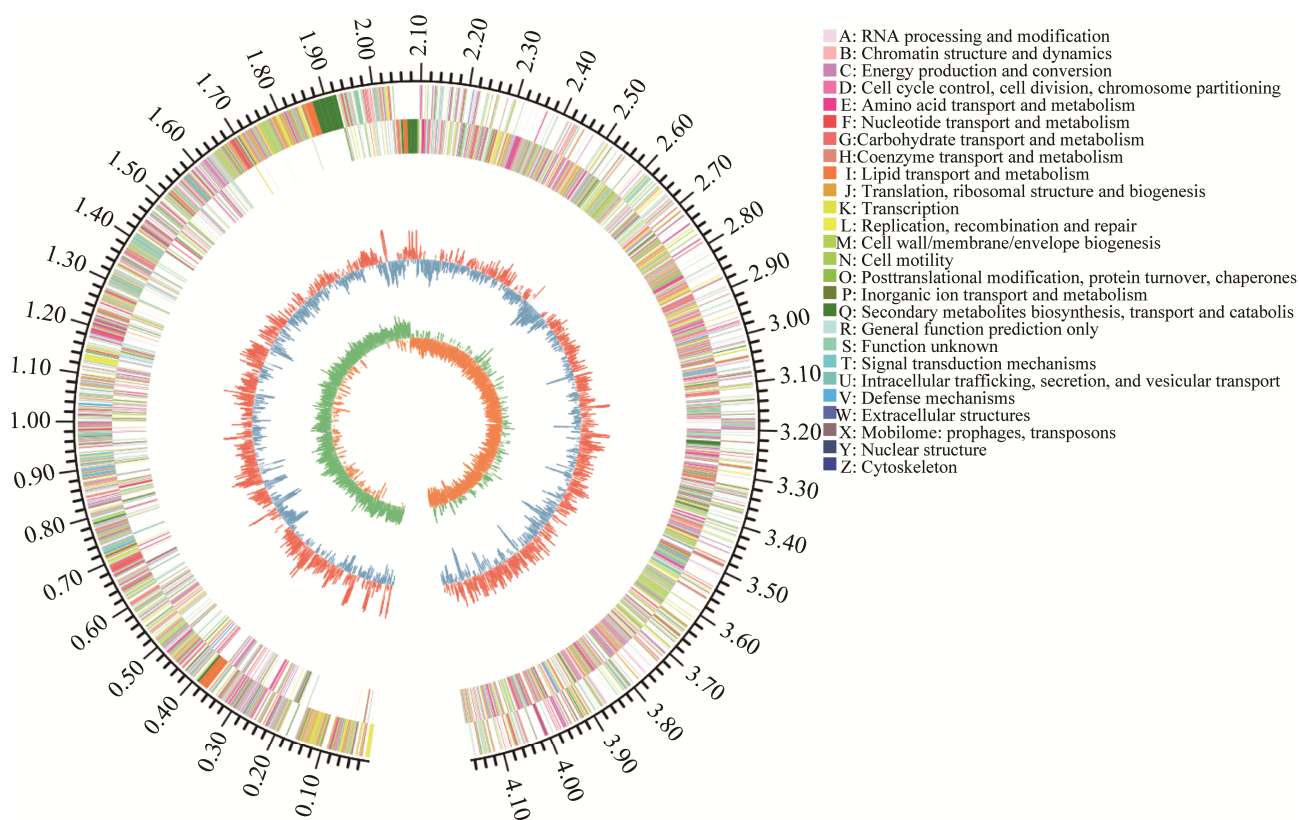 0.10
0.20
0.30
0.40
0.50
0.60
0.70
0.80
0.90
1.00
1.10
1.20
1.30
1.40
1.50
1.60
1.70
1.80
1.90
2.00
2.10
2.20
2.30
2.40
2.50
2.60
2.70
2.80
2.90
3.00
3.10
3.20
3.30
3.40
3.50
3.60
3.70
3.80
3.90
4.00
4.10
A: RNA processing and modification
B: Chromatin structure and dynamics
C: Energy production and conversion
D: Cell cycle control, cell division, chromosome partitioning
E: Amino acid transport and metabolism
F: Nucleotide transport and metabolism
G:Carbohydrate transport and metabolism
H:Coenzyme transport and metabolism
I: Lipid transport and metabolism
J: Translation, ribosomal structure and biogenesis
K: Transcription
L: Replication, recombination and repair
M: Cell wall/membrane/envelope biogenesis
N: Cell motility
O: Posttranslational modification, protein turnover, chaperones
P: Inorganic ion transport and metabolism
Q: Secondary metabolites biosynthesis, transport and catabolis
R: General function prediction only
S: Function unknown
T: Signal transduction mechanisms
U: Intracellular trafficking, secretion, and vesicular transport
V: Defense mechanisms
W: Extracellular structures
X: Mobilome: prophages, transposons
Y: Nuclear structure
Z: Cytoskeleton